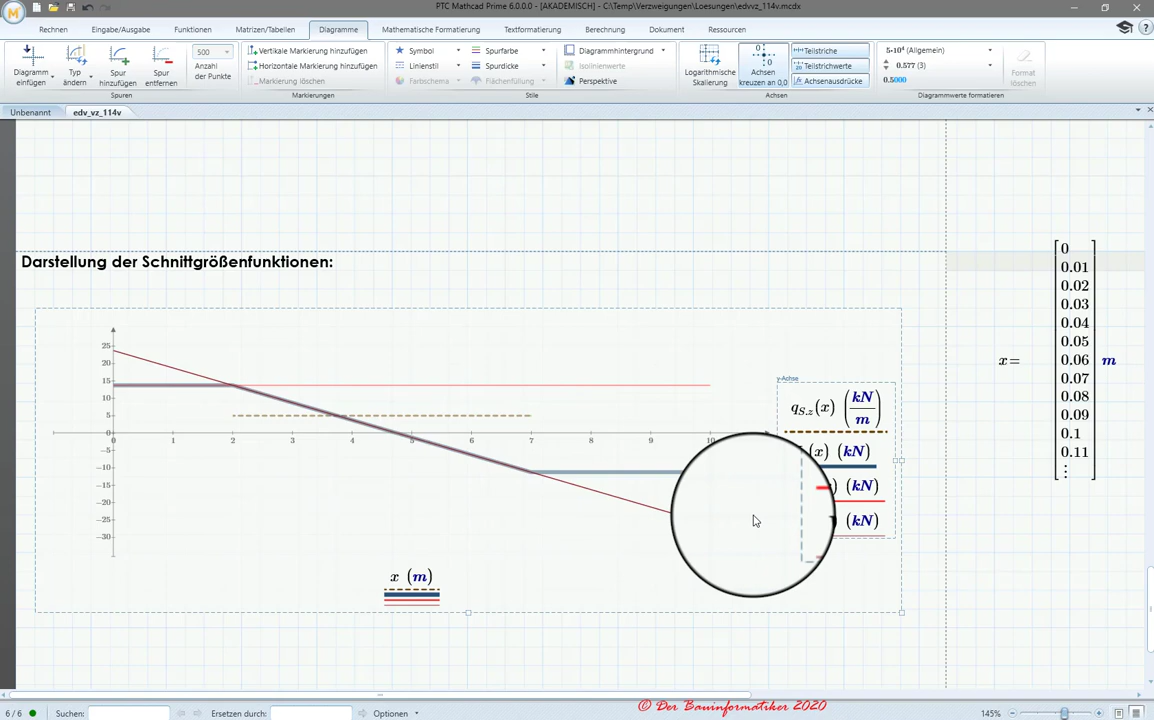 PTC Mathcad Prime 6.0.0.0 - [AKADEMISCH] - C:\Temp\Verzweigungen\Loesungen\edvvz_114v.mcdx
Rechnen Eingabe/Ausgabe Funktionen Matrizen/Tabellen Diagramme Mathematische Formatierung Textformatierung Berechnung Dokument Ressourcen
Diagramm einfügen
Typ ändern
500
Anzahl der Punkte
Spur hinzufügen
Spur entfernen
Spuren
Vertikale Markierung hinzufügen
Horizontale Markierung hinzufügen
Markierung löschen
Markierungen
Symbol Spurfarbe
Linienstil Spurdicke
Farbschema Flächenfüllung
Diagrammhintergrund
Isolinienwerte
Perspektive
Stile
Logarithmische Skalierung
Achsen kreuzen an 0,0
Teilstriche
Teilstrichwerte
Achsenausdrücke
Achsen
5·10⁴ (Allgemein)
0.577 (3)
0.5000
Format löschen
Diagrammwerte formatieren
Unbenannt edv_vz_114v
Darstellung der Schnittgrößenfunktionen:
25
20
15
10
5
0 1 2 3 4 5 6 7 8 9 10
-5
-10
-15
-20
-25
-30
y-Achse
q_{S,z}(x) (kN/m)
(x) (kN)
) (kN)
(kN)
x (m)
x= m
0
0.01
0.02
0.03
0.04
0.05
0.06
0.07
0.08
0.09
0.1
0.11
⋮
© Der Bauinformatiker 2020
6/6 Suchen: Ersetzen durch: Optionen 145%